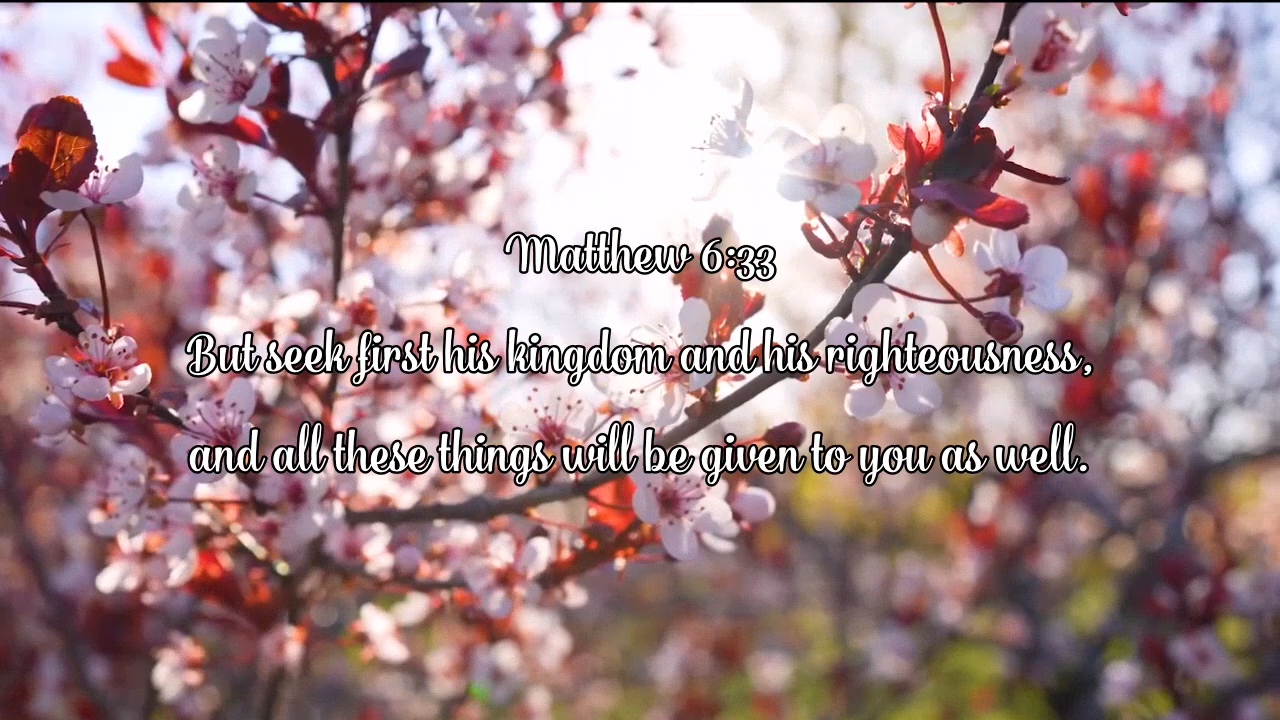 Matthew 6:33
But seek first his kingdom and his righteousness,
and all these things will be given to you as well.